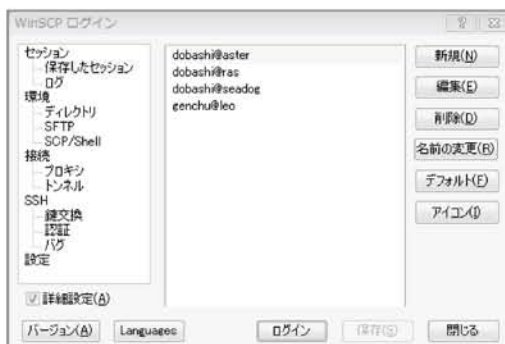 WinSCP ログイン
セッション
保存したセッション
ログ
環境
ディレクトリ
SFTP
SCP/Shell
接続
プロキシ
トンネル
SSH
鍵交換
認証
バグ
設定
詳細設定(A)
dobashi@aster
dobashi@ras
dobashi@seadog
genchu@leo
新規(N)
編集(E)
削除(D)
名前の変更(R)
デフォルト(F)
アイコン(I)
バージョン(A)
Languages
ログイン
保存(S)
閉じる